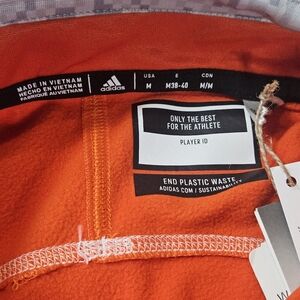 MADE IN VIETNAM
HECHO EN VIETNAM
FABRIQUÉ AU VIETNAM
adidas
USA
M
E
M38-40
CDN
M/M
ONLY THE BEST
FOR THE ATHLETE
PLAYER ID
END PLASTIC WASTE
ADIDAS.COM / SUSTAINABILITY
W